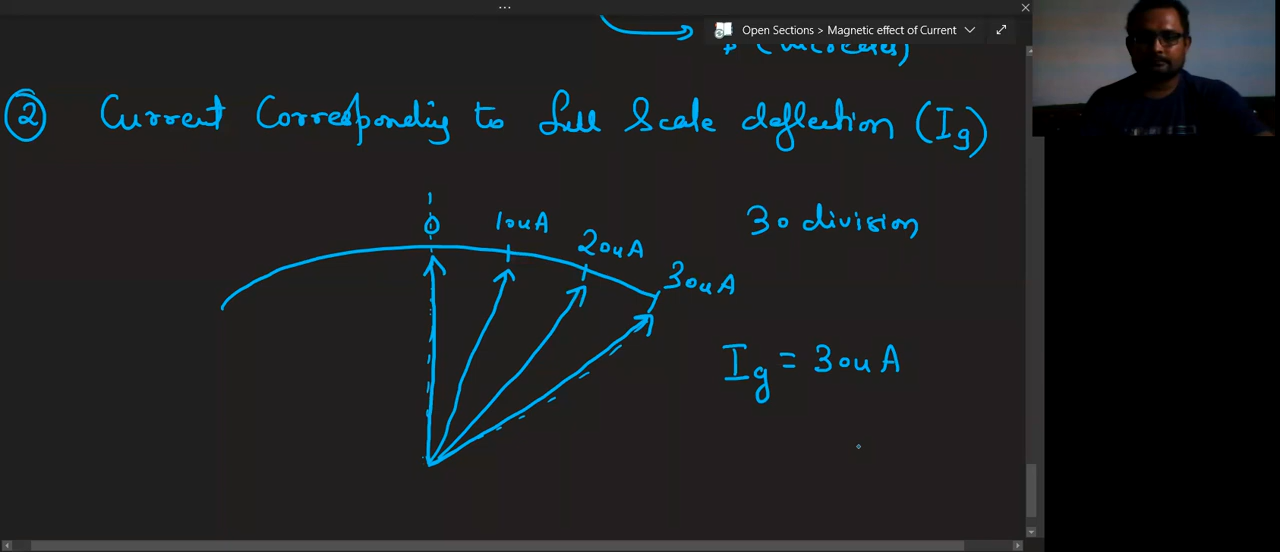 ...
Open Sections > Magnetic effect of Current
② Current Corresponding to full Scale deflection (Ig)
0 10uA 20uA 30uA
30 division
Ig = 30uA